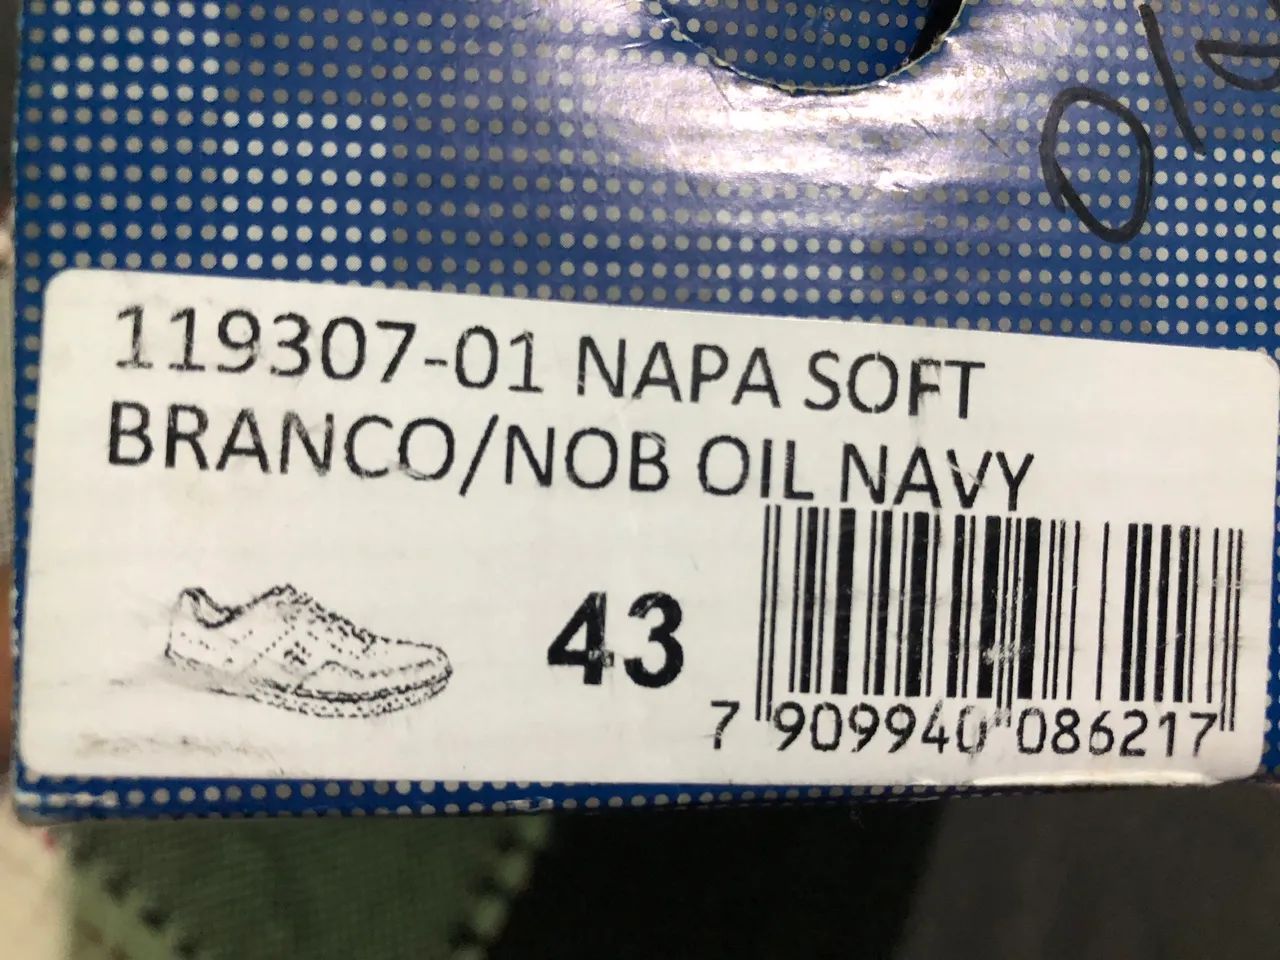 119307-01 NAPA SOFT
BRANCO/NOB OIL NAVY
43
7 909940 086217